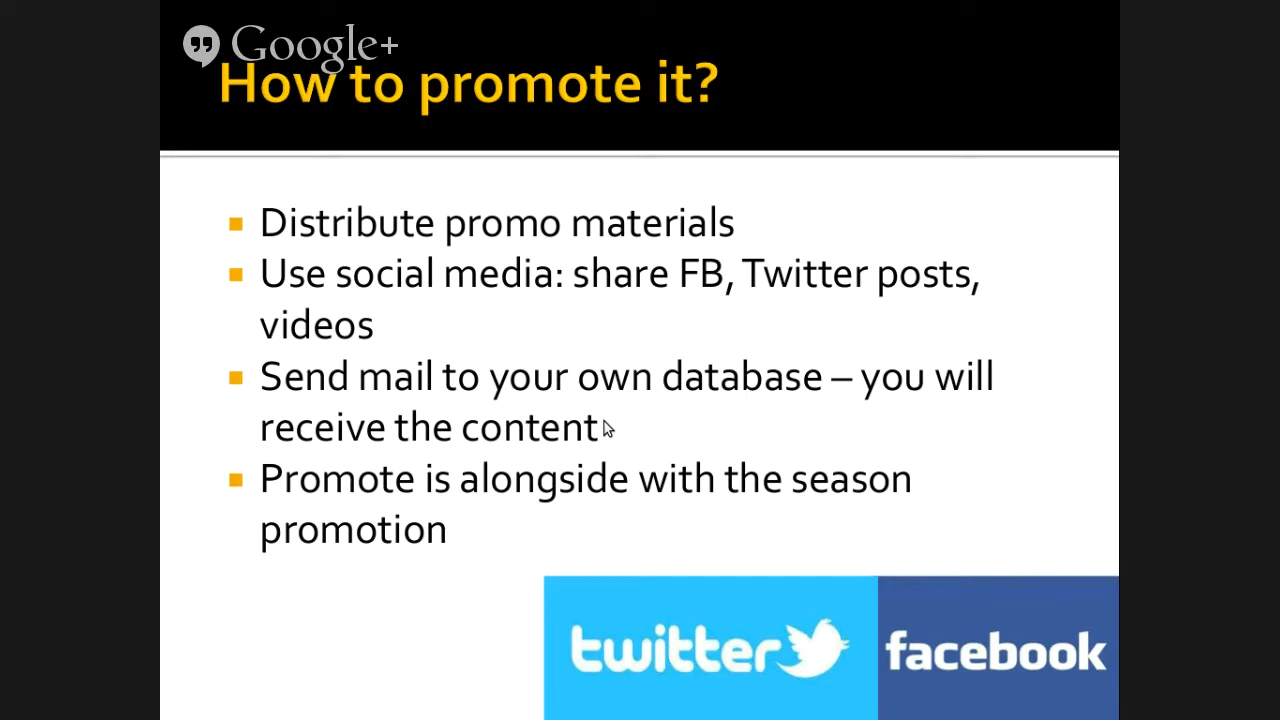 Google+
How to promote it?
Distribute promo materials
Use social media: share FB, Twitter posts,
videos
Send mail to your own database – you will
receive the content
Promote is alongside with the season
promotion
twitter
facebook